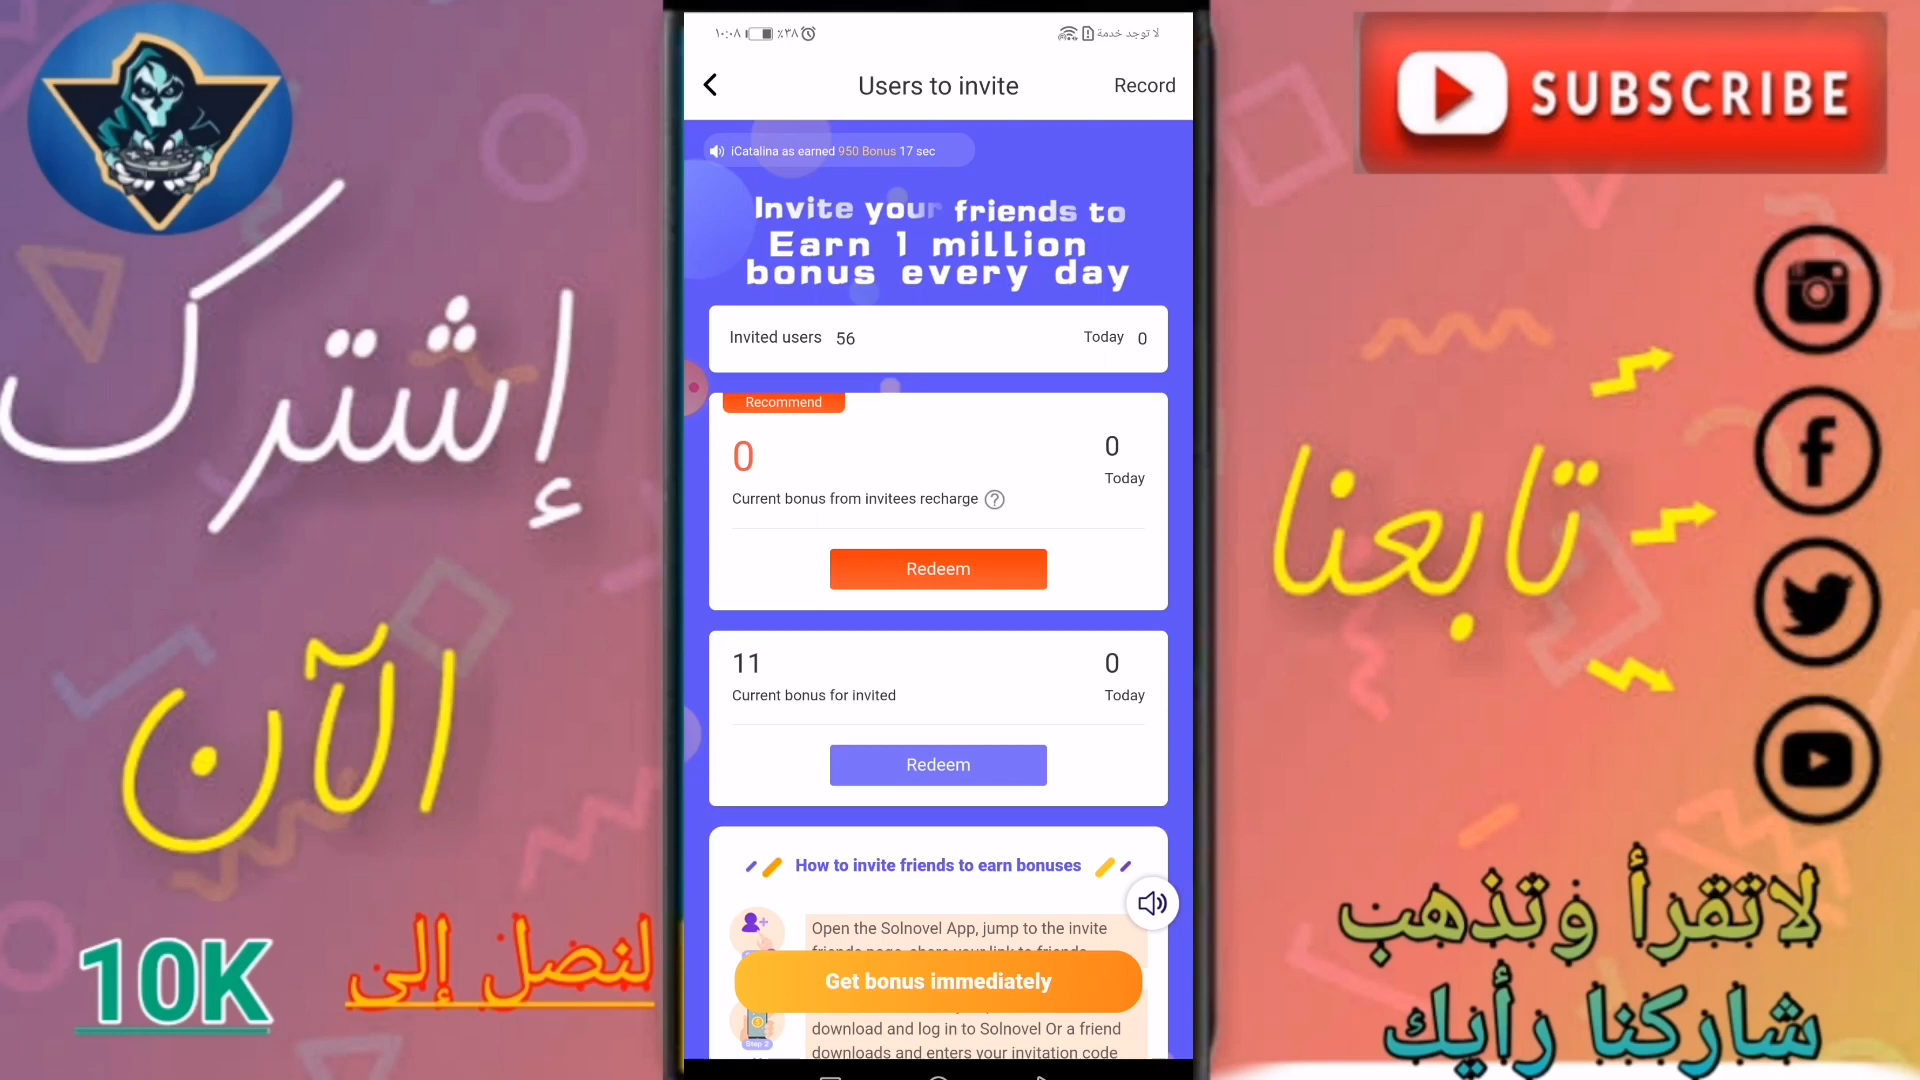 ١٠:٠٨ ٪٣٨
لا توجد خدمة
Users to invite
Record
iCatalina as earned 950 Bonus 17 sec
Invite your friends to
Earn 1 million
bonus every day
Invited users 56
Today 0
Recommend
0
0
Today
Current bonus from invitees recharge ?
Redeem
11
0
Current bonus for invited
Today
Redeem
How to invite friends to earn bonuses
Open the Solnovel App, jump to the invite
Get bonus immediately
Step 2
download and log in to Solnovel Or a friend
downloads and enters your invitation code
إشترك
الآن
لنصل إلى
10K
SUBSCRIBE
تابعنا
لاتقرأ وتذهب
شاركنا رأيك